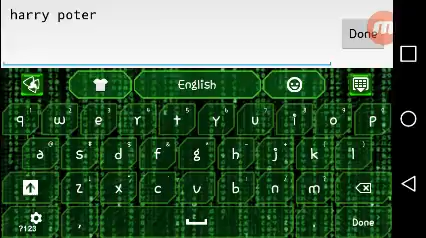 harry poter
Done
English
q w e r t y u i o p
a s d f g h j k l
z x c v b n m
?123 , . Done